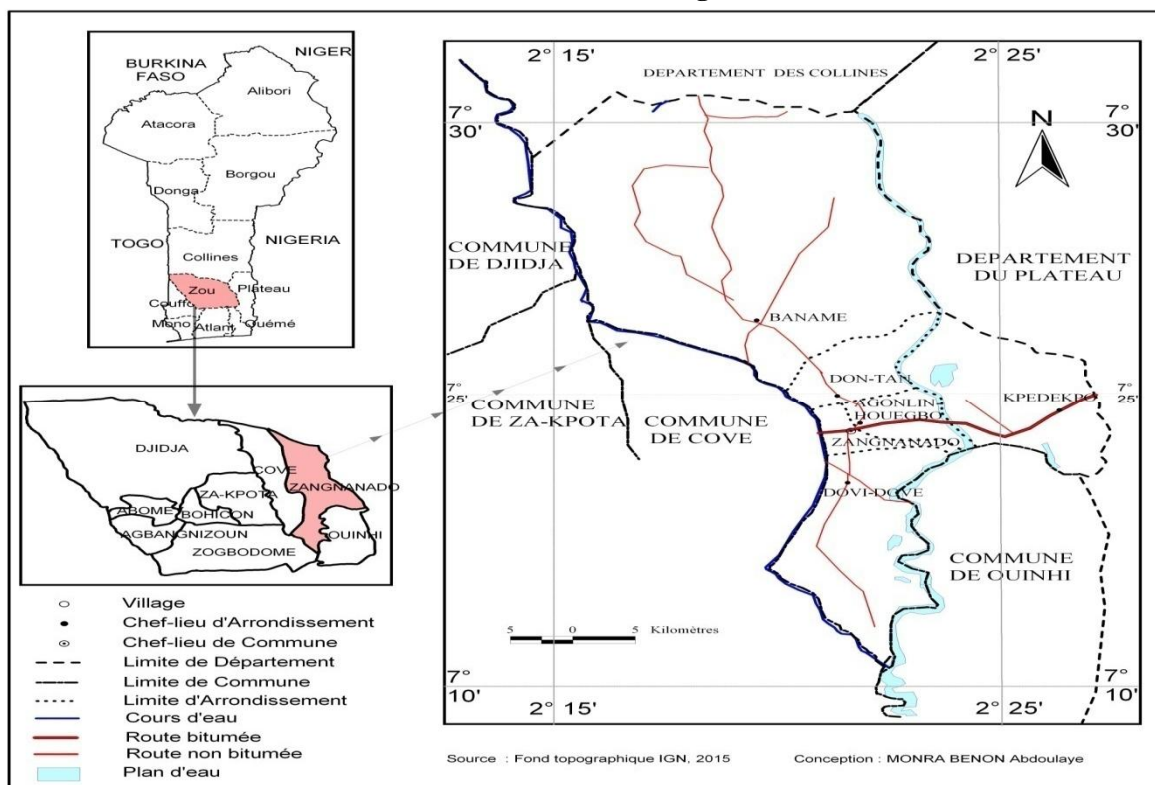 NIGER
BURKINA
FASO
Alibori
Atacora
Borgou
Donga
TOGO
NIGERIA
Collines
Zou
Plateau
Couffo
Mono
Atlant
Ouémé
DJIDJA
COVE
ZA-KPOTA
ZANGNANADO
ABOME
BOHICON
AGBANGNIZOUN
OUINHI
ZOGBODOME
Village
Chef-lieu d'Arrondissement
Chef-lieu de Commune
Limite de Département
Limite de Commune
Limite d'Arrondissement
Cours d'eau
Route bitumée
Route non bitumée
Plan d'eau
2° 15'
2° 25'
DEPARTEMENT DES COLLINES
7° 30'
7° 30'
N
COMMUNE
DE DJIDJA
DEPARTEMENT
DU PLATEAU
BANAME
DON-TAN
7° 25'
7° 25'
AGONLIN
HOUEGBO
KPEDEKPO
COMMUNE
DE ZA-KPOTA
COMMUNE
DE COVE
ZANGNANADO
DOVI-DOVE
COMMUNE
DE OUINHI
5 0 5 Kilomètres
7° 10'
7° 10'
2° 15'
2° 25'
Source : Fond topographique IGN, 2015
Conception : MONRA BENON Abdoulaye